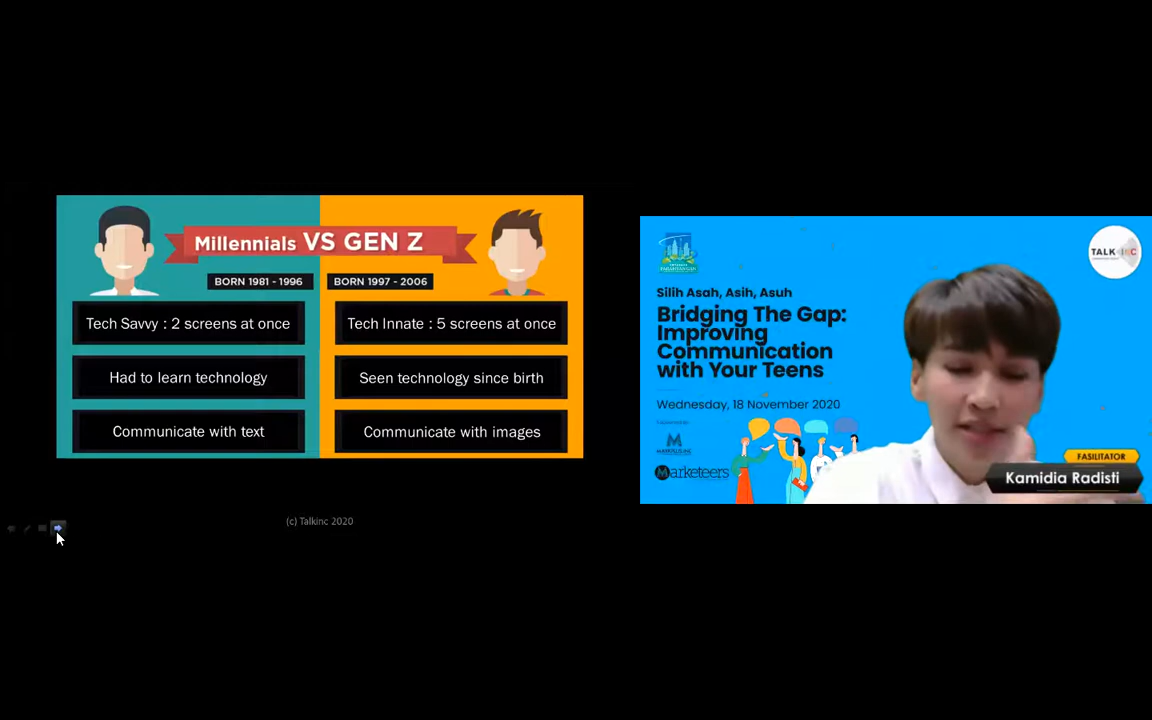 Millennials VS GEN Z
BORN 1981 - 1996
BORN 1997 - 2006
Tech Savvy : 2 screens at once
Tech Innate : 5 screens at once
Had to learn technology
Seen technology since birth
Communicate with text
Communicate with images
(c) Talkinc 2020
TALK INC
Silih Asah, Asih, Asuh
Bridging The Gap:
Improving
Communication
with Your Teens
Wednesday, 18 November 2020
Marketeers
FASILITATOR
Kamidia Radisti